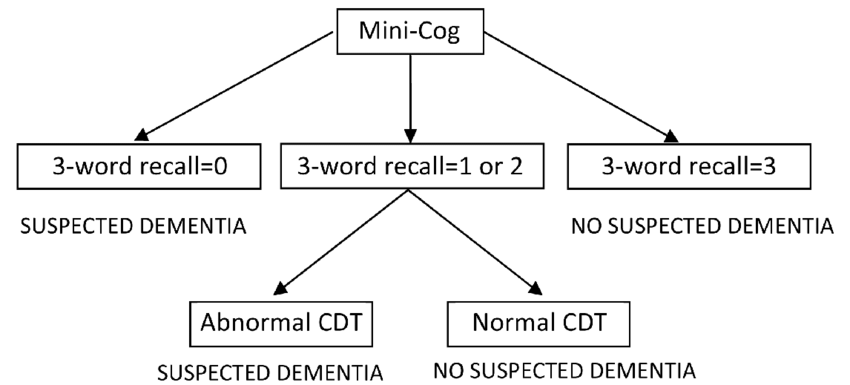 Mini-Cog
3-word recall=0
3-word recall=1 or 2
3-word recall=3
SUSPECTED DEMENTIA
NO SUSPECTED DEMENTIA
Abnormal CDT
Normal CDT
SUSPECTED DEMENTIA
NO SUSPECTED DEMENTIA